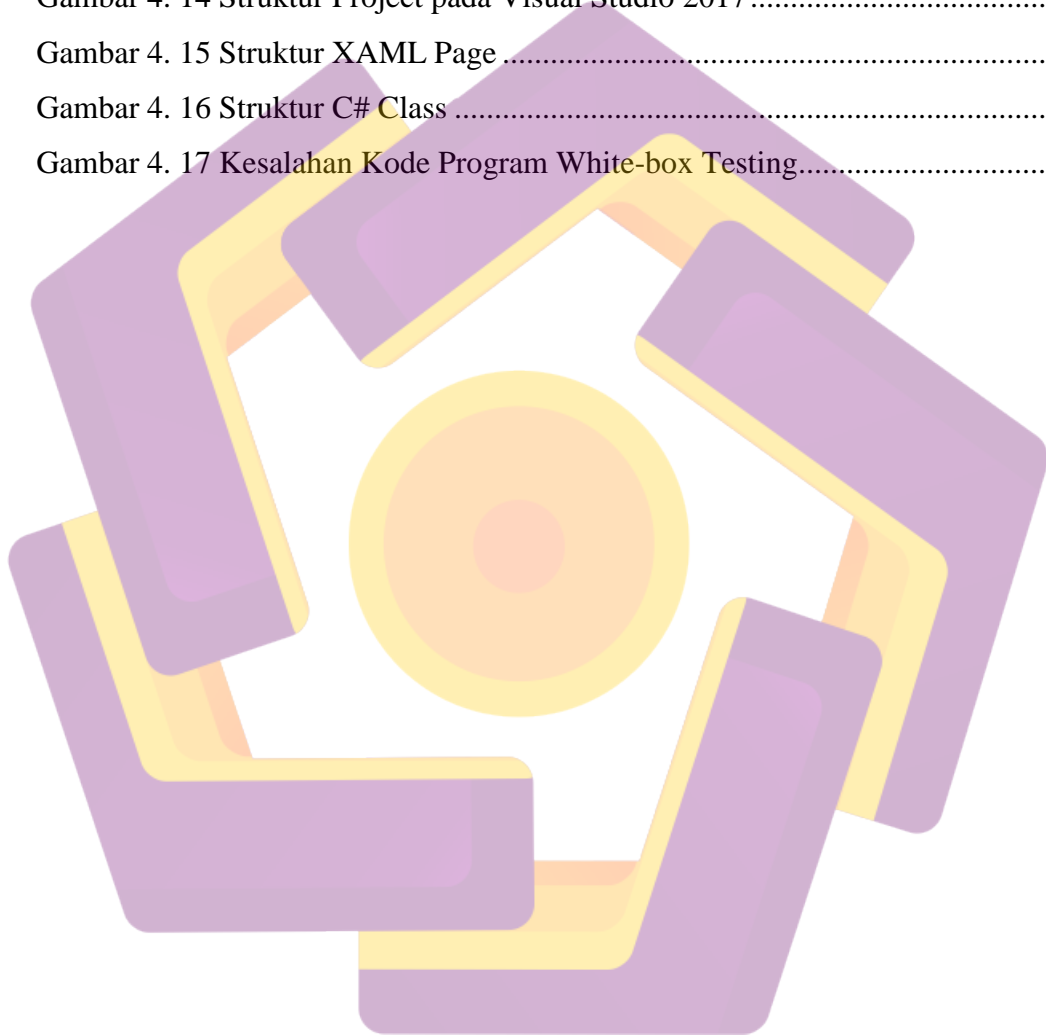 Gambar 4. 14 Struktur Project pada Visual Studio 2017..................................
Gambar 4. 15 Struktur XAML Page ................................................................
Gambar 4. 16 Struktur C# Class ......................................................................
Gambar 4. 17 Kesalahan Kode Program White-box Testing.............................